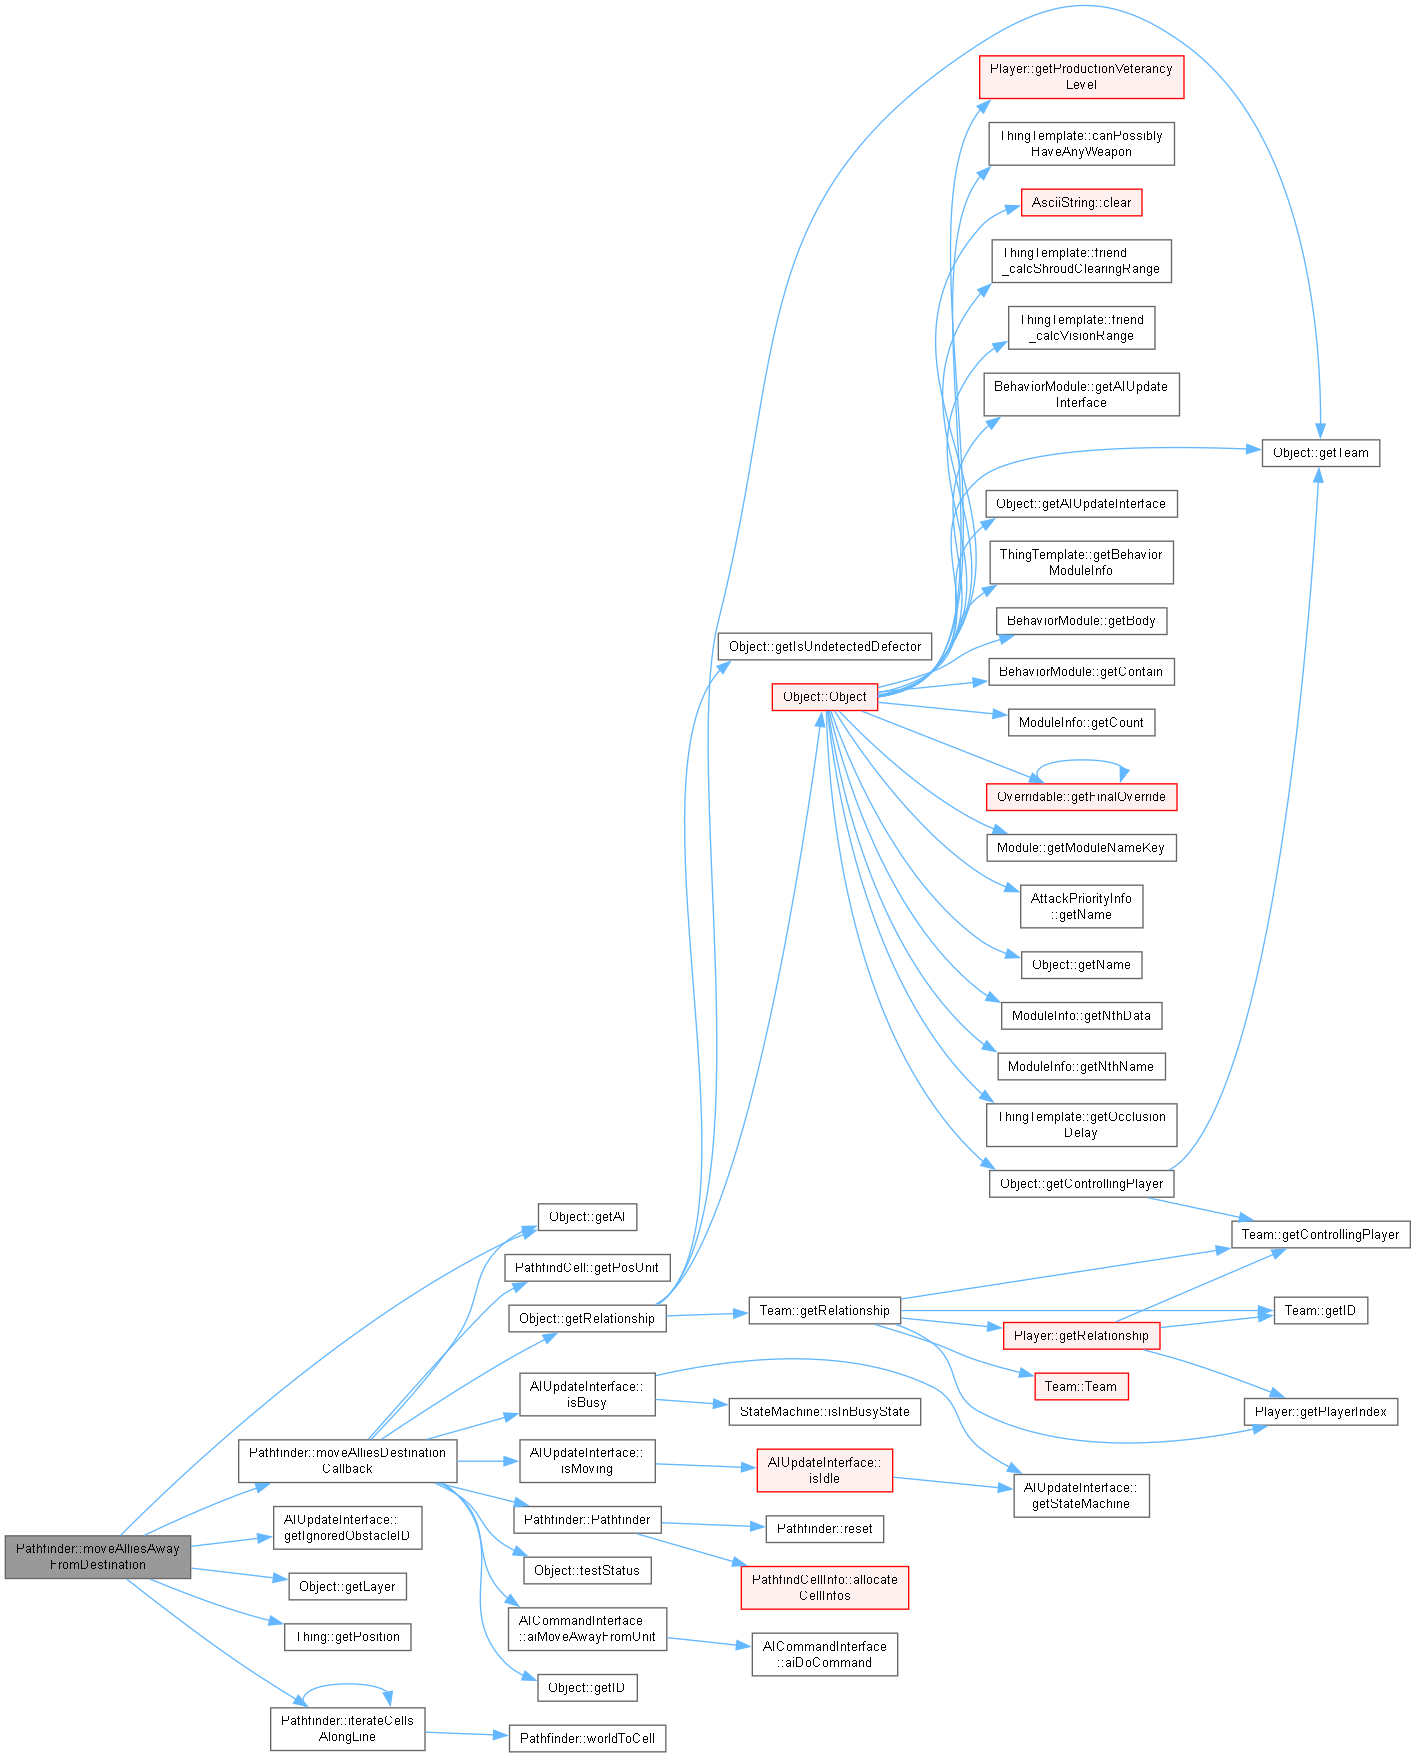 Player::getProductionVeterancy
Level
ThingTemplate::canPossibly
HaveAnyWeapon
AsciiString::clear
ThingTemplate::friend
_calcShroudClearingRange
ThingTemplate::friend
_calcVisionRange
BehaviorModule::getAIUpdate
Interface
Object::getTeam
Object::getAIUpdateInterface
ThingTemplate::getBehavior
ModuleInfo
BehaviorModule::getBody
Object::getIsUndetectedDefector
BehaviorModule::getContain
Object::Object
ModuleInfo::getCount
Overridable::getFinalOverride
Module::getModuleNameKey
AttackPriorityInfo
::getName
Object::getName
ModuleInfo::getNthData
ModuleInfo::getNthName
ThingTemplate::getOcclusion
Delay
Object::getControllingPlayer
Object::getAI
Team::getControllingPlayer
PathfindCell::getPosUnit
Object::getRelationship
Team::getRelationship
Team::getID
Player::getRelationship
Team::Team
AIUpdateInterface::
isBusy
StateMachine::isInBusyState
Player::getPlayerIndex
Pathfinder::moveAlliesDestination
Callback
AIUpdateInterface::
isMoving
AIUpdateInterface::
isIdle
AIUpdateInterface::
getStateMachine
AIUpdateInterface::
getIgnoredObstacleID
Pathfinder::Pathfinder
Pathfinder::reset
Pathfinder::moveAlliesAway
FromDestination
Object::getLayer
Object::testStatus
PathfindCellInfo::allocate
CellInfos
Thing::getPosition
AICommandInterface
::aiMoveAwayFromUnit
AICommandInterface
::aiDoCommand
Object::getID
Pathfinder::iterateCells
AlongLine
Pathfinder::worldToCell